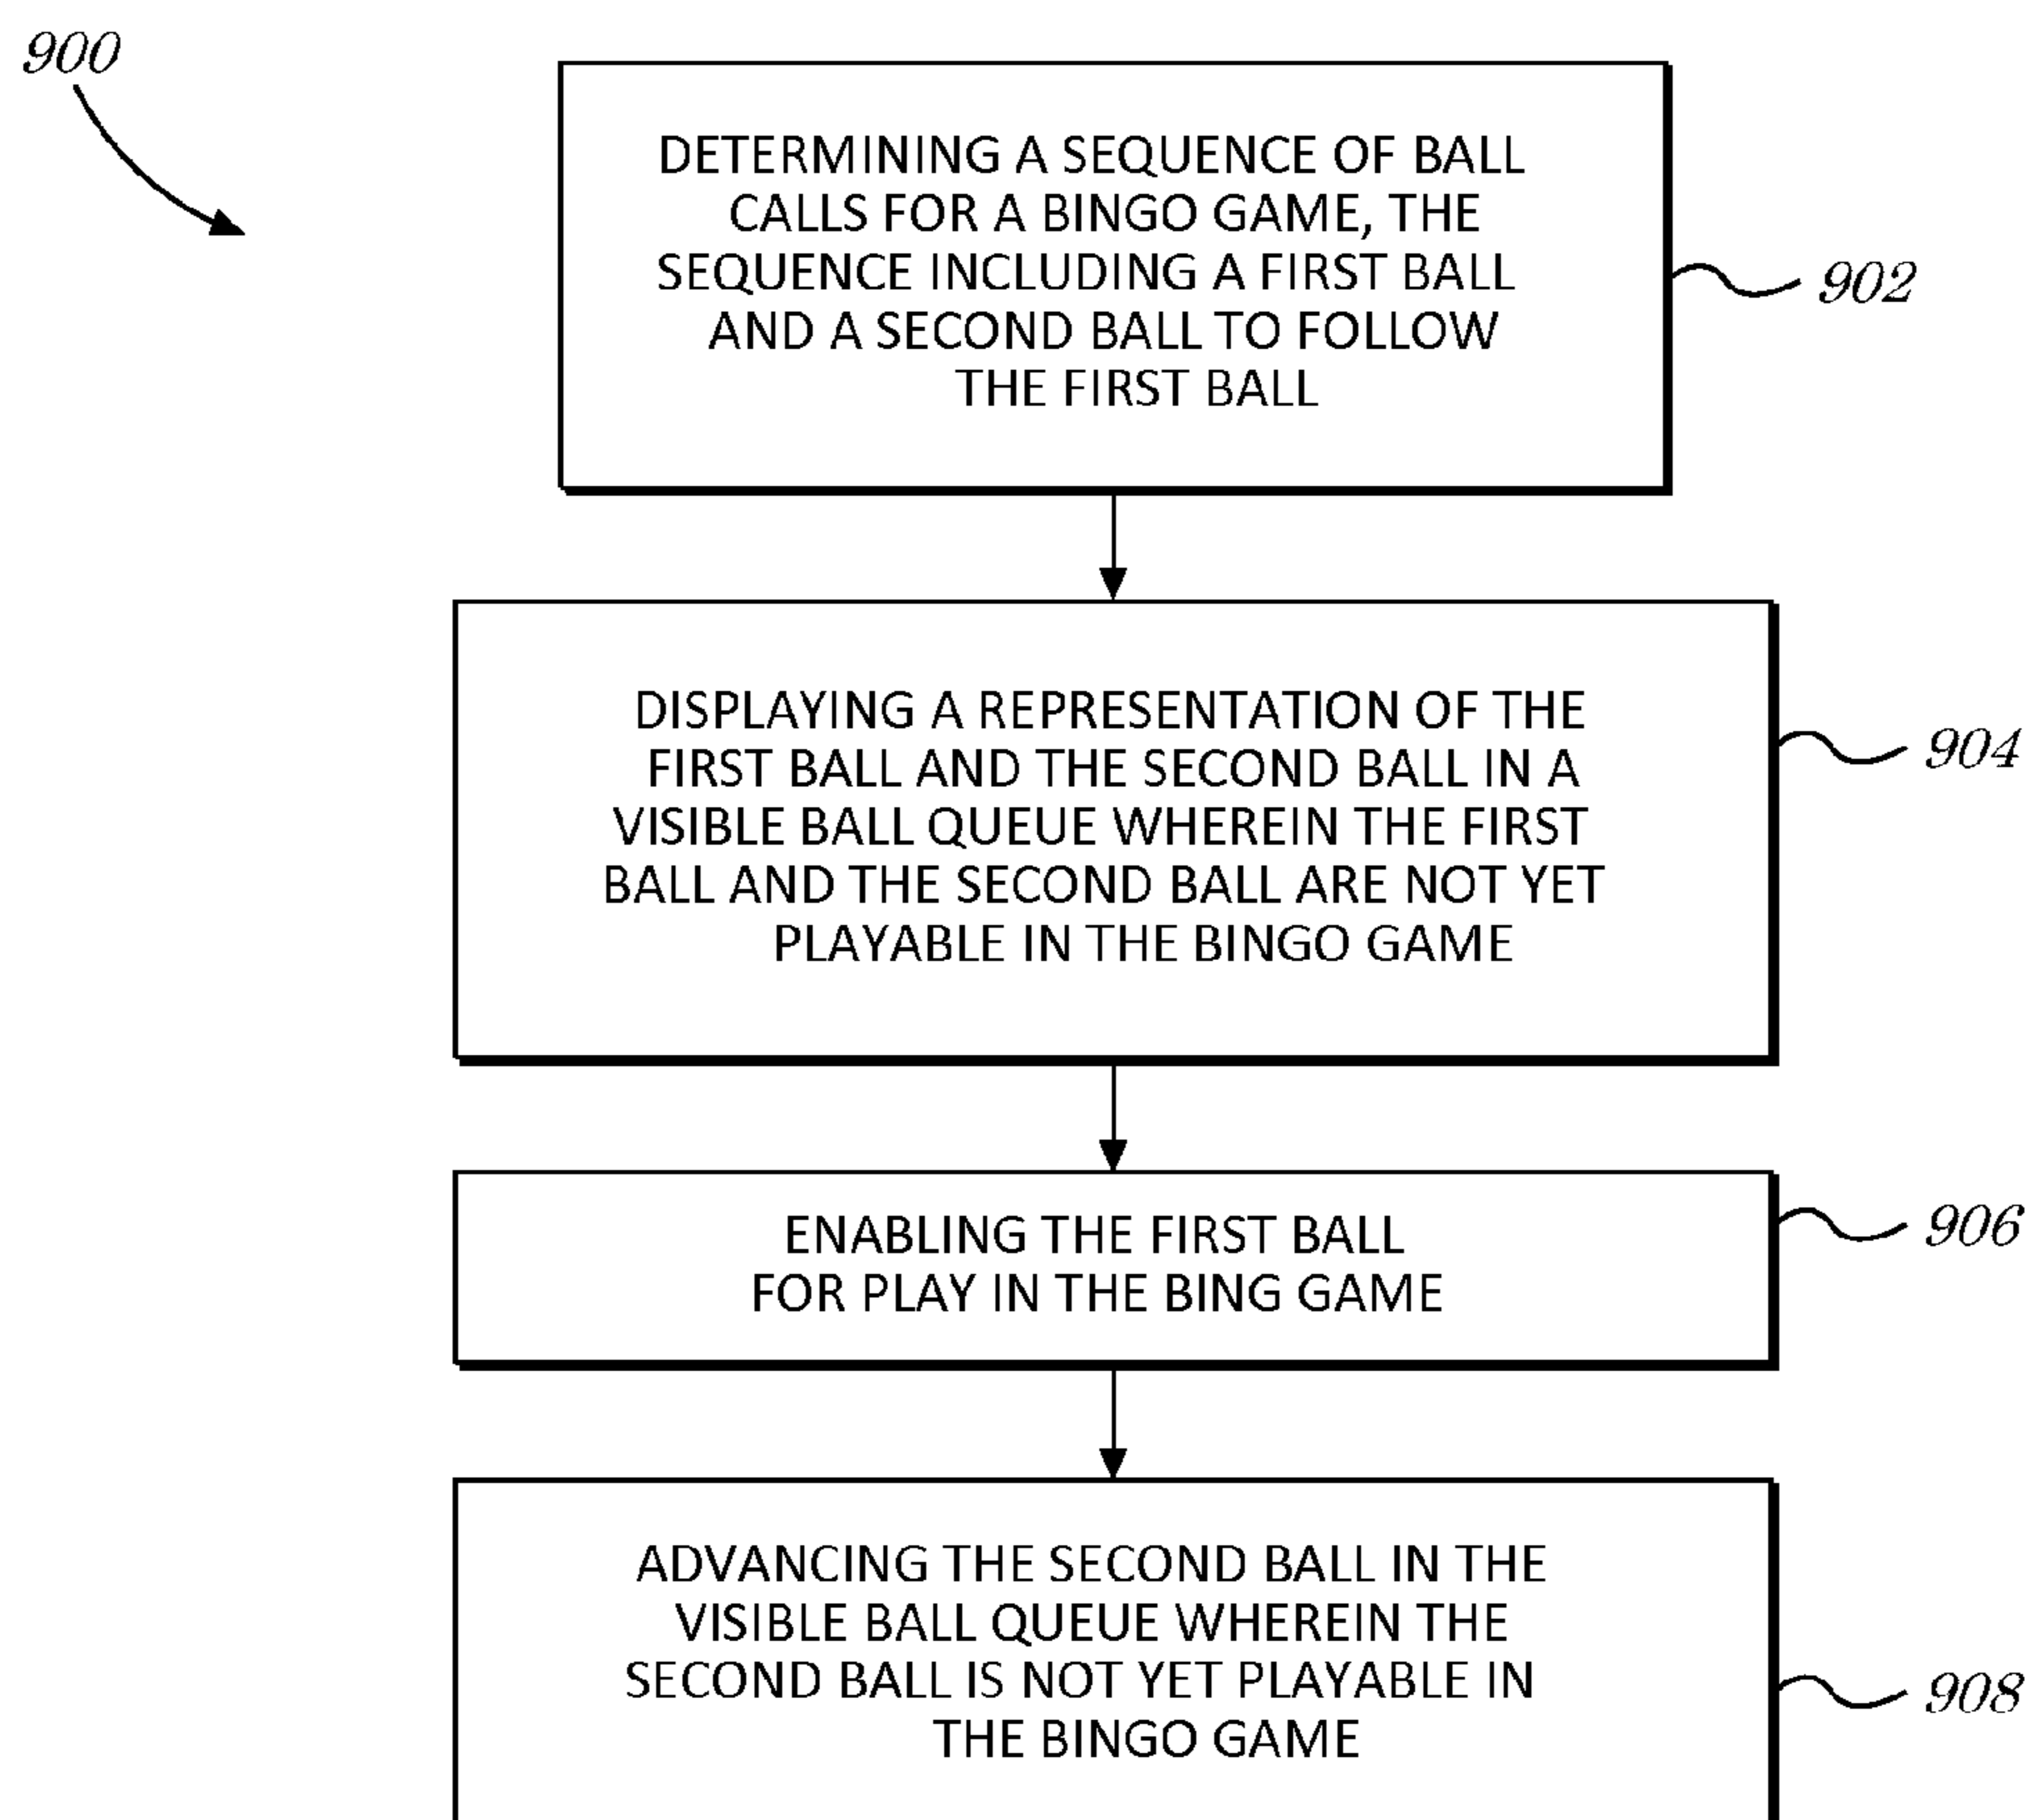 900
DETERMINING A SEQUENCE OF BALL
CALLS FOR A BINGO GAME, THE
SEQUENCE INCLUDING A FIRST BALL
AND A SECOND BALL TO FOLLOW
THE FIRST BALL
902
DISPLAYING A REPRESENTATION OF THE
FIRST BALL AND THE SECOND BALL IN A
VISIBLE BALL QUEUE WHEREIN THE FIRST
BALL AND THE SECOND BALL ARE NOT YET
PLAYABLE IN THE BINGO GAME
904
ENABLING THE FIRST BALL
FOR PLAY IN THE BING GAME
906
ADVANCING THE SECOND BALL IN THE
VISIBLE BALL QUEUE WHEREIN THE
SECOND BALL IS NOT YET PLAYABLE IN
THE BINGO GAME
908